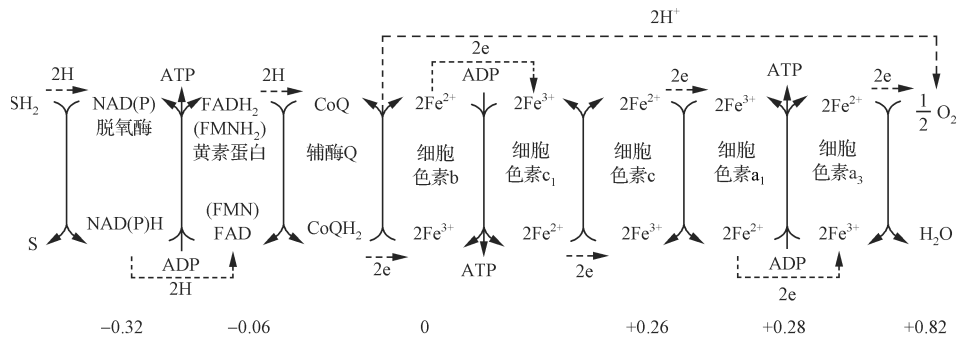 2H⁺
2e
2H
ATP
2H
ADP
2e
ATP
2e
SH₂
NAD(P)
脱氧酶
FADH₂
(FMNH₂)
黄素蛋白
CoQ
辅酶Q
2Fe²⁺
2Fe³⁺
2Fe²⁺
2Fe³⁺
2Fe²⁺
1/2 O₂
细胞
色素b
细胞
色素c₁
细胞
色素c
细胞
色素a₁
细胞
色素a₃
S
NAD(P)H
(FMN)
FAD
CoQH₂
2Fe³⁺
2Fe²⁺
2Fe³⁺
2Fe²⁺
2Fe³⁺
H₂O
ADP
2H
2e
ATP
2e
ADP
2e
−0.32
−0.06
0
+0.26
+0.28
+0.82